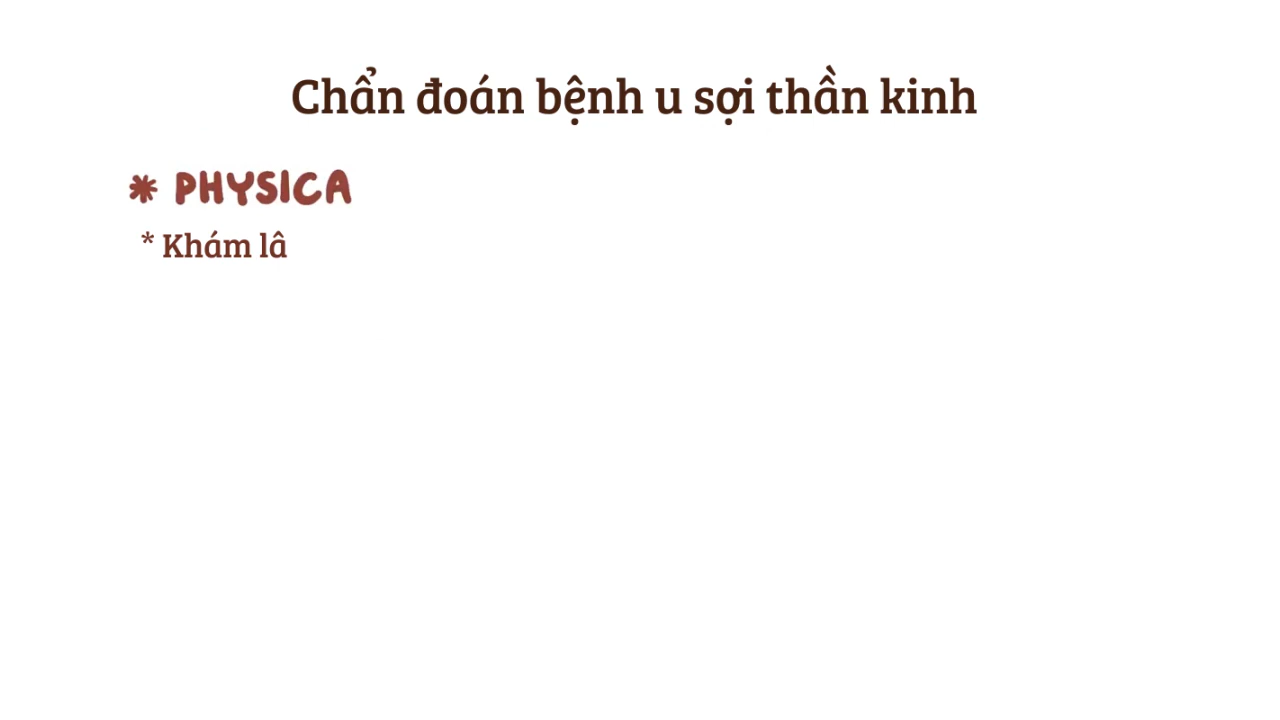 Chẩn đoán bệnh u sợi thần kinh
* PHYSICA
* Khám lâ